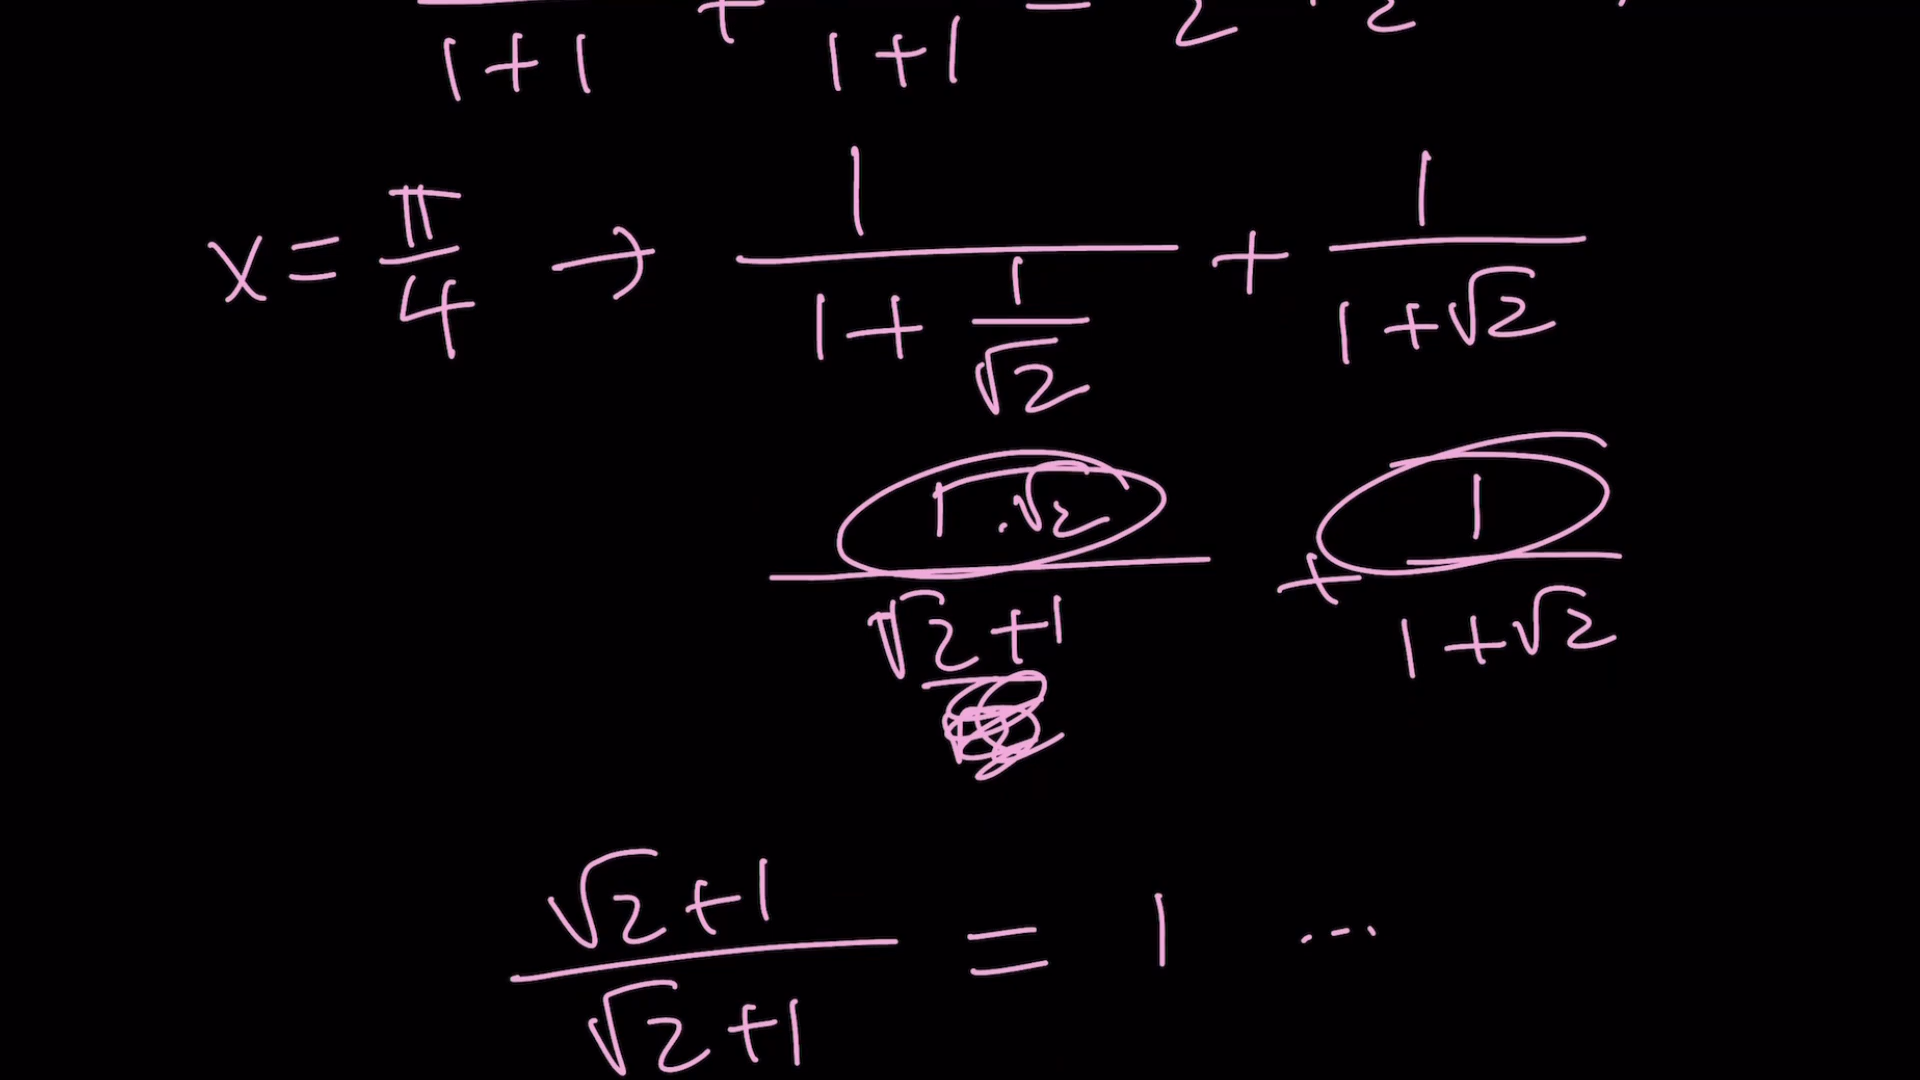 1+1 + 1+1 = 2 + 2
x = π/4 → 1/(1 + 1/√2) + 1/(1+√2)
(1·√2)/(√2+1) + 1/(1+√2)
(√2+1)/(√2+1) = 1 ...